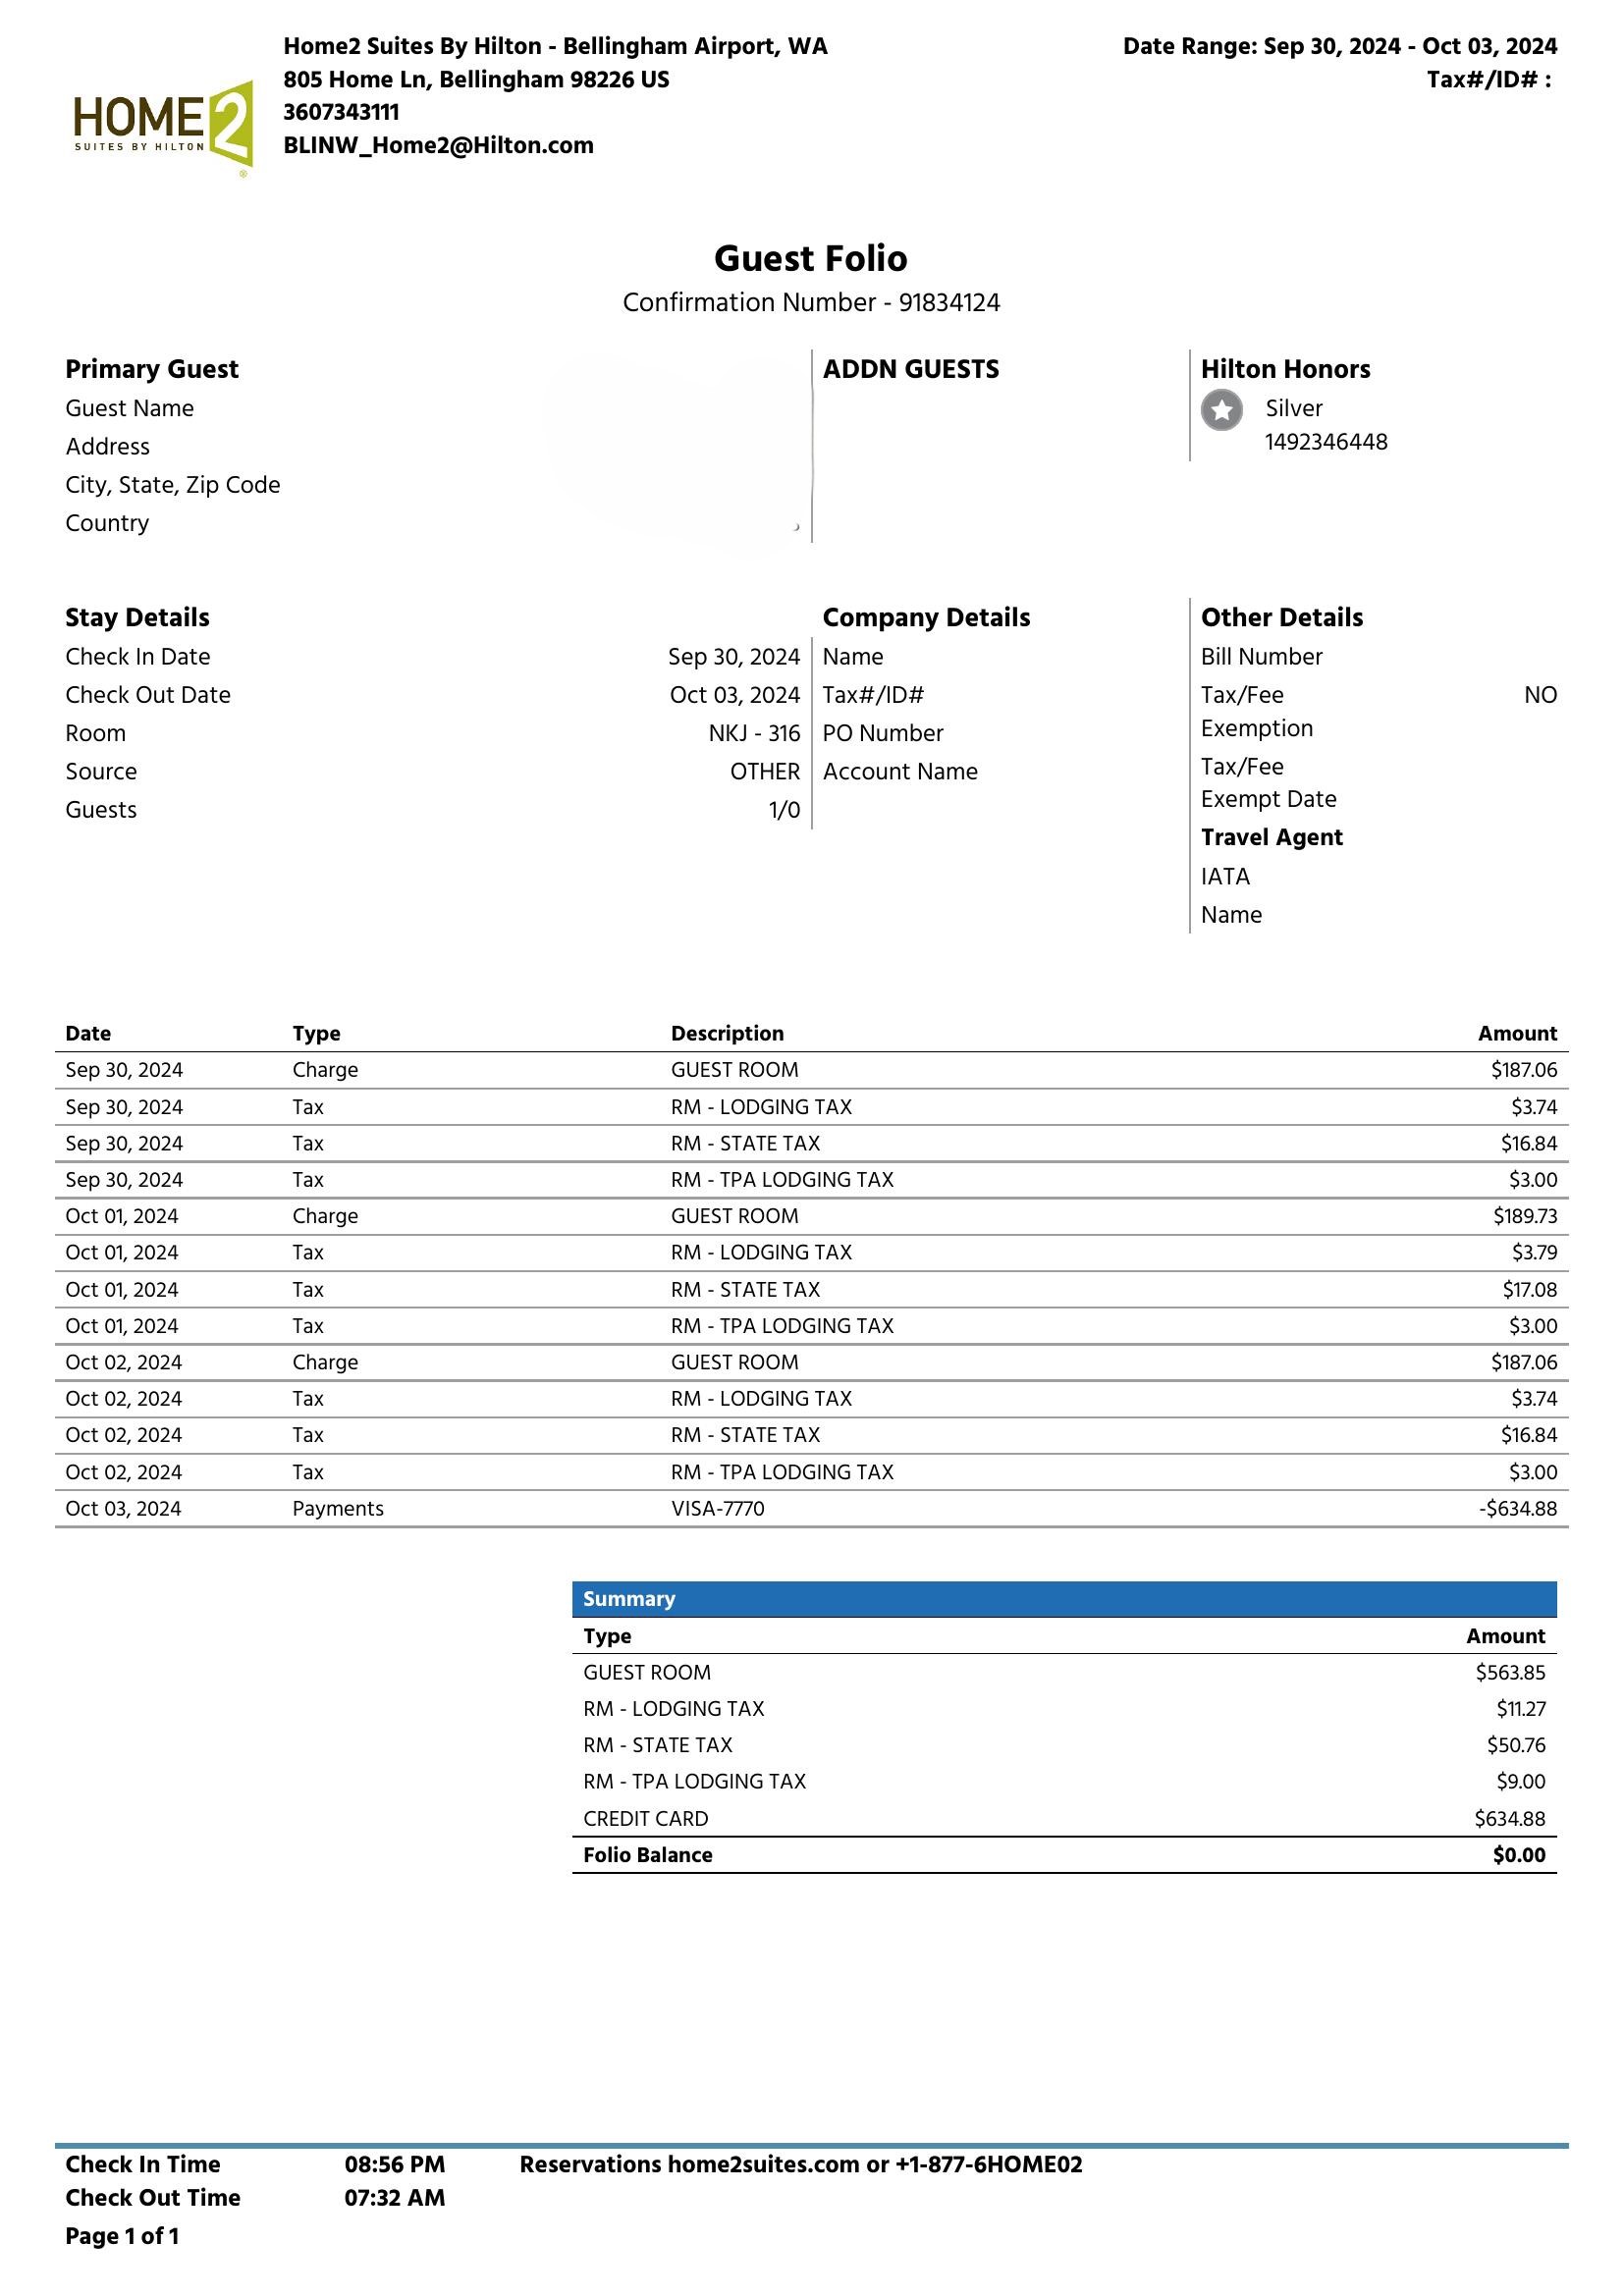 Home2 Suites By Hilton - Bellingham Airport, WA
805 Home Ln, Bellingham 98226 US
3607343111
BLINW_Home2@Hilton.com
Date Range: Sep 30, 2024 - Oct 03, 2024
Tax#/ID# :
HOME2
SUITES BY HILTON
®
Guest Folio
Confirmation Number - 91834124
Primary Guest
Guest Name
Address
City, State, Zip Code
Country
ADDN GUESTS
Hilton Honors
Silver
1492346448
Stay Details
Check In Date Sep 30, 2024
Check Out Date Oct 03, 2024
Room NKJ - 316
Source OTHER
Guests 1/0
Company Details
Name
Tax#/ID#
PO Number
Account Name
Other Details
Bill Number
Tax/Fee NO
Exemption
Tax/Fee
Exempt Date
Travel Agent
IATA
Name
Date Type Description Amount
Sep 30, 2024 Charge GUEST ROOM $187.06
Sep 30, 2024 Tax RM - LODGING TAX $3.74
Sep 30, 2024 Tax RM - STATE TAX $16.84
Sep 30, 2024 Tax RM - TPA LODGING TAX $3.00
Oct 01, 2024 Charge GUEST ROOM $189.73
Oct 01, 2024 Tax RM - LODGING TAX $3.79
Oct 01, 2024 Tax RM - STATE TAX $17.08
Oct 01, 2024 Tax RM - TPA LODGING TAX $3.00
Oct 02, 2024 Charge GUEST ROOM $187.06
Oct 02, 2024 Tax RM - LODGING TAX $3.74
Oct 02, 2024 Tax RM - STATE TAX $16.84
Oct 02, 2024 Tax RM - TPA LODGING TAX $3.00
Oct 03, 2024 Payments VISA-7770 -$634.88
Summary
Type Amount
GUEST ROOM $563.85
RM - LODGING TAX $11.27
RM - STATE TAX $50.76
RM - TPA LODGING TAX $9.00
CREDIT CARD $634.88
Folio Balance $0.00
Check In Time 08:56 PM Reservations home2suites.com or +1-877-6HOME02
Check Out Time 07:32 AM
Page 1 of 1